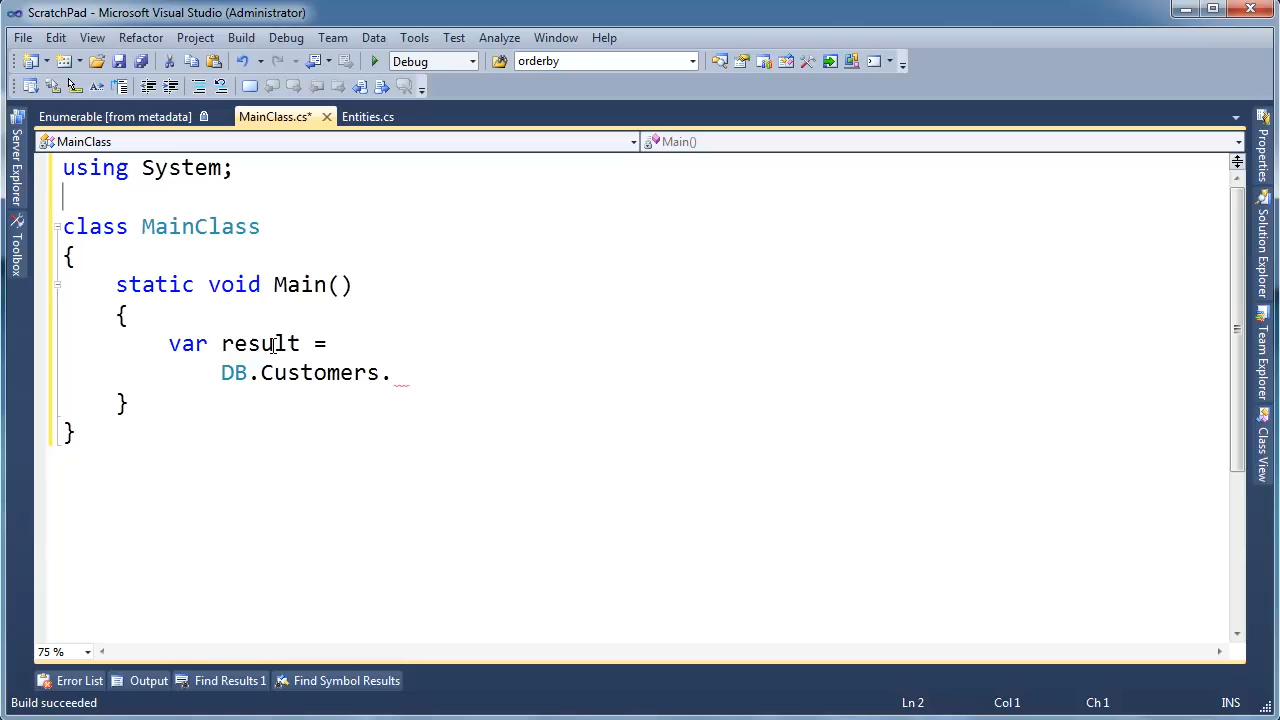 ScratchPad - Microsoft Visual Studio (Administrator)
File Edit View Refactor Project Build Debug Team Data Tools Test Analyze Window Help
Debug orderby
Enumerable [from metadata] MainClass.cs* Entities.cs
MainClass Main()
using System;
class MainClass
{
static void Main()
{
var result =
DB.Customers.
}
}
Server Explorer
Toolbox
Properties
Solution Explorer
Team Explorer
Class View
75 %
Error List Output Find Results 1 Find Symbol Results
Build succeeded Ln 2 Col 1 Ch 1 INS